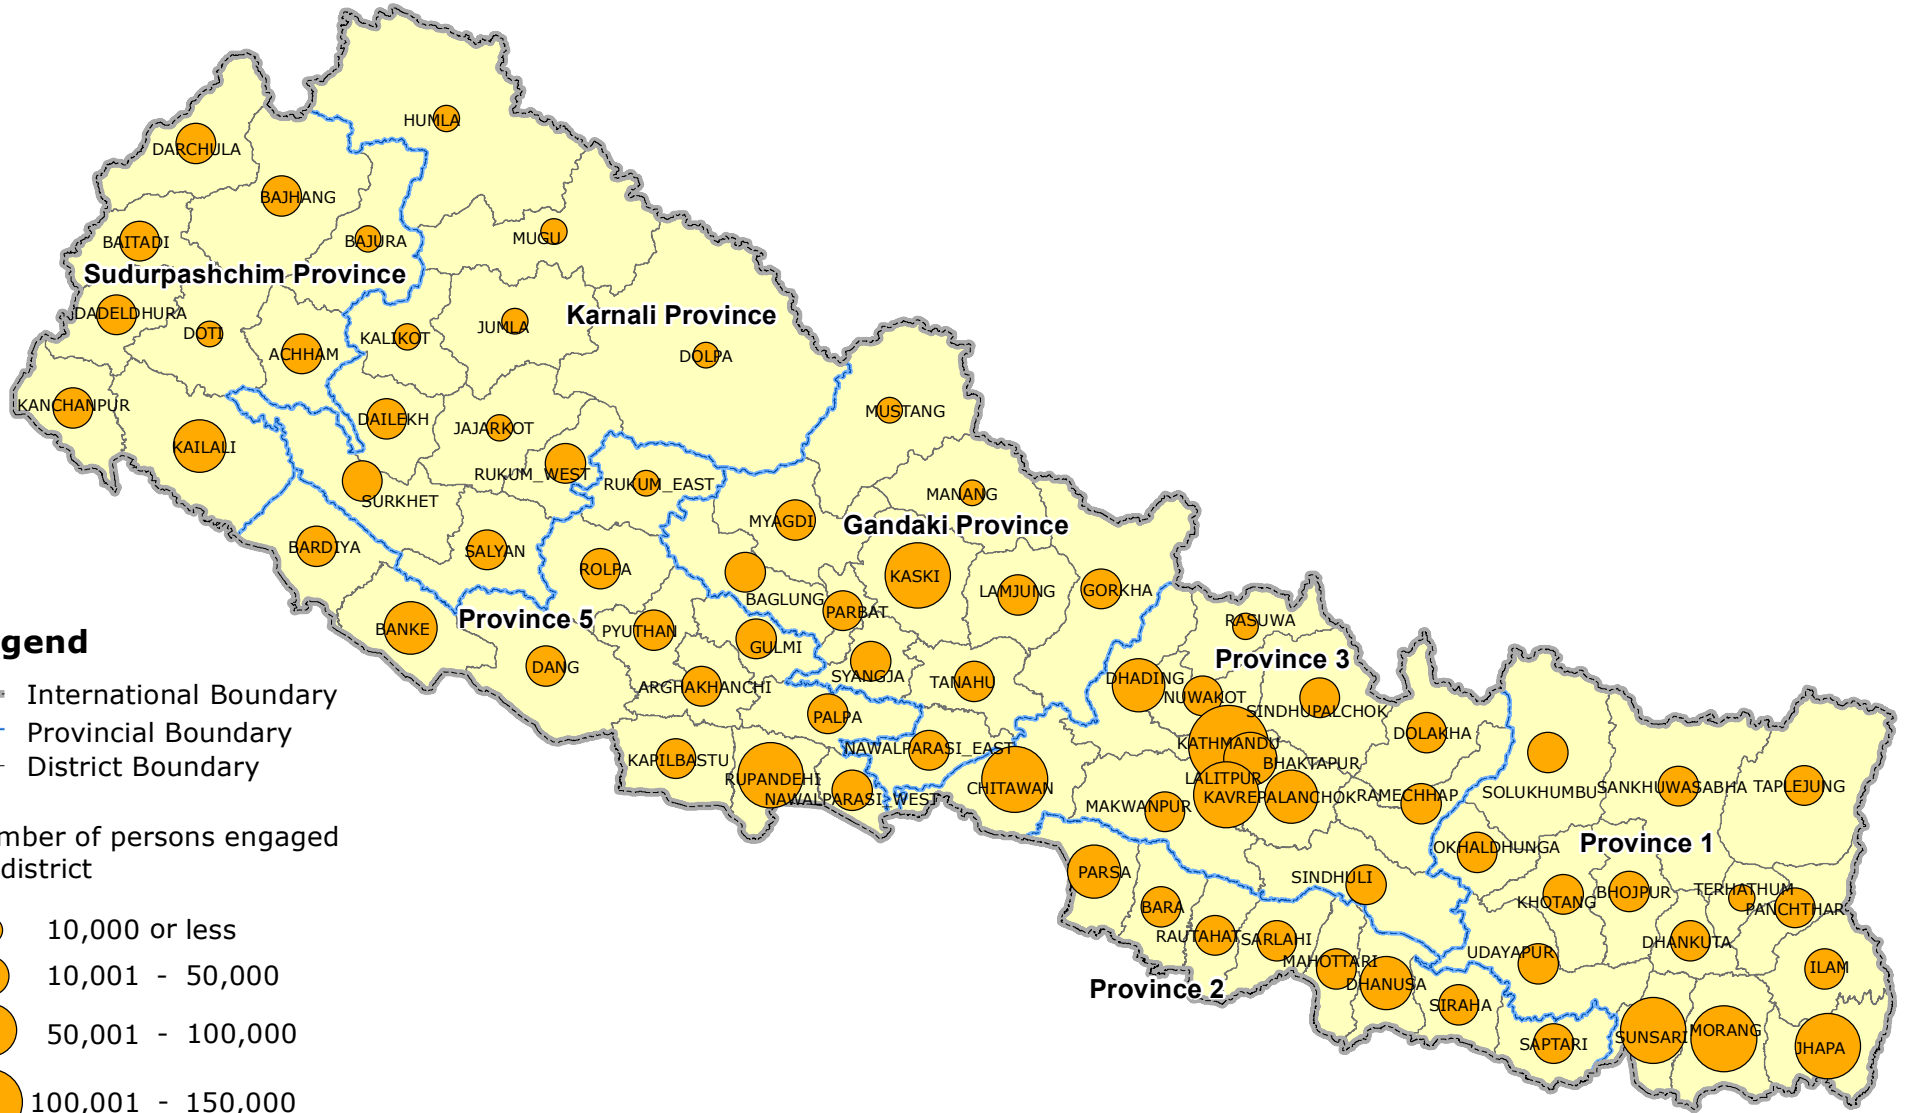 HUMLA
DARCHULA
BAJHANG
BAITADI
BAJURA
MUGU
Sudurpashchim Province
DADELDHURA
DOTI
ACHHAM
KALIKOT
JUMLA
Karnali Province
DOLPA
KANCHANPUR
KAILALI
DAILEKH
JAJARKOT
MUSTANG
RUKUM_WEST
RUKUM_EAST
SURKHET
MANANG
MYAGDI
Gandaki Province
BARDIYA
SALYAN
ROLPA
KASKI
LAMJUNG
GORKHA
BAGLUNG
PARBAT
BANKE
Province 5
PYUTHAN
GULMI
RASUWA
DANG
ARGHAKHANCHI
SYANGJA
TANAHU
DHADING
Province 3
NUWAKOT
SINDHUPALCHOK
PALPA
DOLAKHA
KATHMANDU
NAWALPARASI_EAST
BHAKTAPUR
KAPILBASTU
RUPANDEHI
LALITPUR
NAWALPARASI_WEST
CHITAWAN
KAVREPALANCHOK
RAMECHHAP
MAKWANPUR
SOLUKHUMBU
SANKHUWASABHA
TAPLEJUNG
OKHALDHUNGA
Province 1
PARSA
SINDHULI
BARA
KHOTANG
BHOJPUR
TERHATHUM
PANCHTHAR
RAUTAHAT
SARLAHI
DHANKUTA
MAHOTTARI
UDAYAPUR
ILAM
Province 2
DHANUSA
SIRAHA
SAPTARI
SUNSARI
MORANG
JHAPA
gend
International Boundary
Provincial Boundary
District Boundary
mber of persons engaged
district
10,000 or less
10,001 - 50,000
50,001 - 100,000
100,001 - 150,000